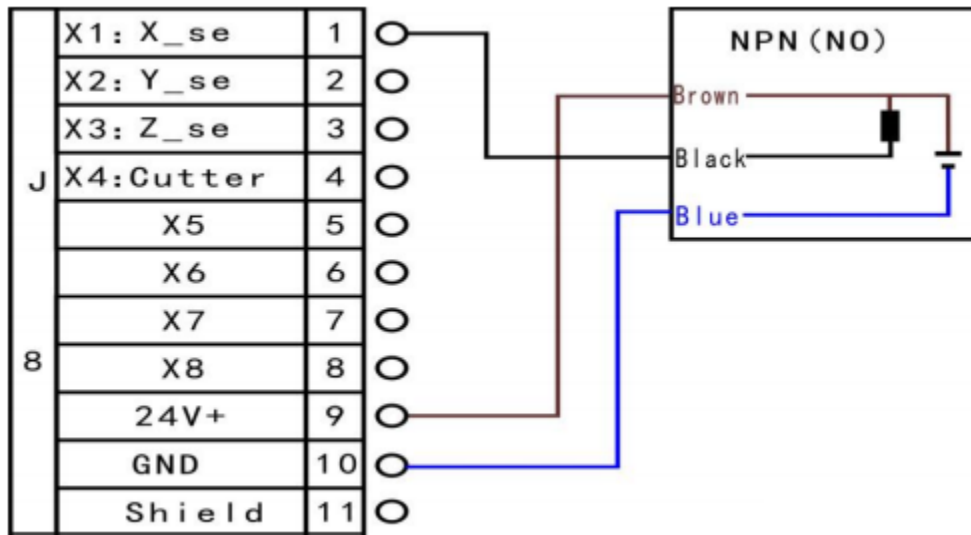 J 8
X1: X_se 1
X2: Y_se 2
X3: Z_se 3
X4:Cutter 4
X5 5
X6 6
X7 7
X8 8
24V+ 9
GND 10
Shield 11
NPN(NO)
Brown
Black
Blue